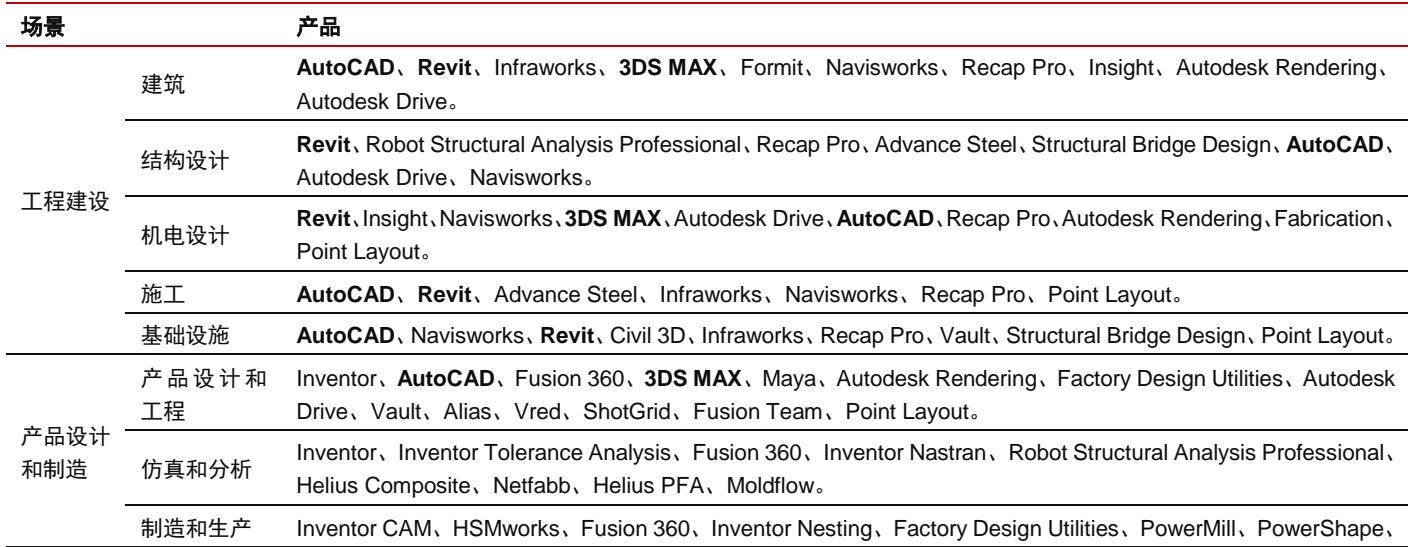 场景 产品
建筑 AutoCAD、Revit、Infraworks、3DS MAX、Formit、Navisworks、Recap Pro、Insight、Autodesk Rendering、
Autodesk Drive。
结构设计 Revit、Robot Structural Analysis Professional、Recap Pro、Advance Steel、Structural Bridge Design、AutoCAD、
Autodesk Drive、Navisworks。
工程建设
机电设计 Revit、Insight、Navisworks、3DS MAX、Autodesk Drive、AutoCAD、Recap Pro、Autodesk Rendering、Fabrication、
Point Layout。
施工 AutoCAD、Revit、Advance Steel、Infraworks、Navisworks、Recap Pro、Point Layout。
基础设施 AutoCAD、Navisworks、Revit、Civil 3D、Infraworks、Recap Pro、Vault、Structural Bridge Design、Point Layout。
产品设计和 Inventor、AutoCAD、Fusion 360、3DS MAX、Maya、Autodesk Rendering、Factory Design Utilities、Autodesk
工程 Drive、Vault、Alias、Vred、ShotGrid、Fusion Team、Point Layout。
产品设计
和制造
仿真和分析 Inventor、Inventor Tolerance Analysis、Fusion 360、Inventor Nastran、Robot Structural Analysis Professional、
Helius Composite、Netfabb、Helius PFA、Moldflow。
制造和生产 Inventor CAM、HSMworks、Fusion 360、Inventor Nesting、Factory Design Utilities、PowerMill、PowerShape、